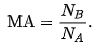 MA = N_B / N_A.